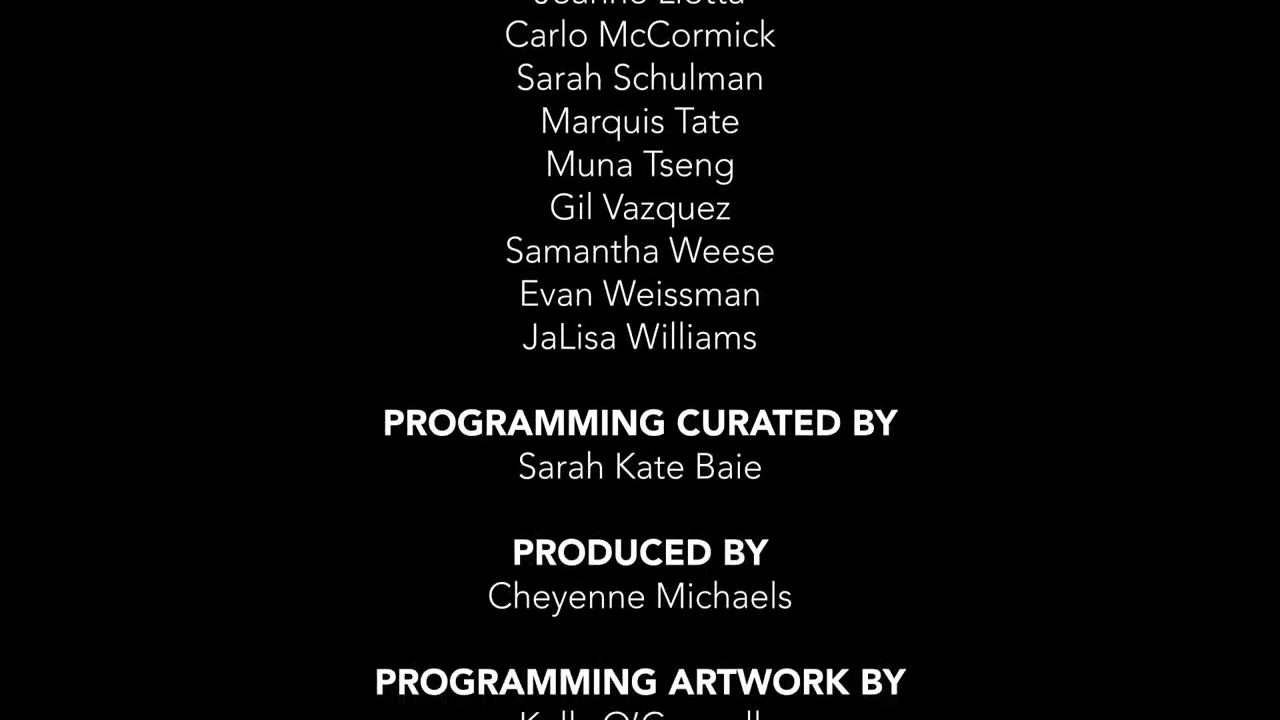 Carlo McCormick
Sarah Schulman
Marquis Tate
Muna Tseng
Gil Vazquez
Samantha Weese
Evan Weissman
JaLisa Williams
PROGRAMMING CURATED BY
Sarah Kate Baie
PRODUCED BY
Cheyenne Michaels
PROGRAMMING ARTWORK BY